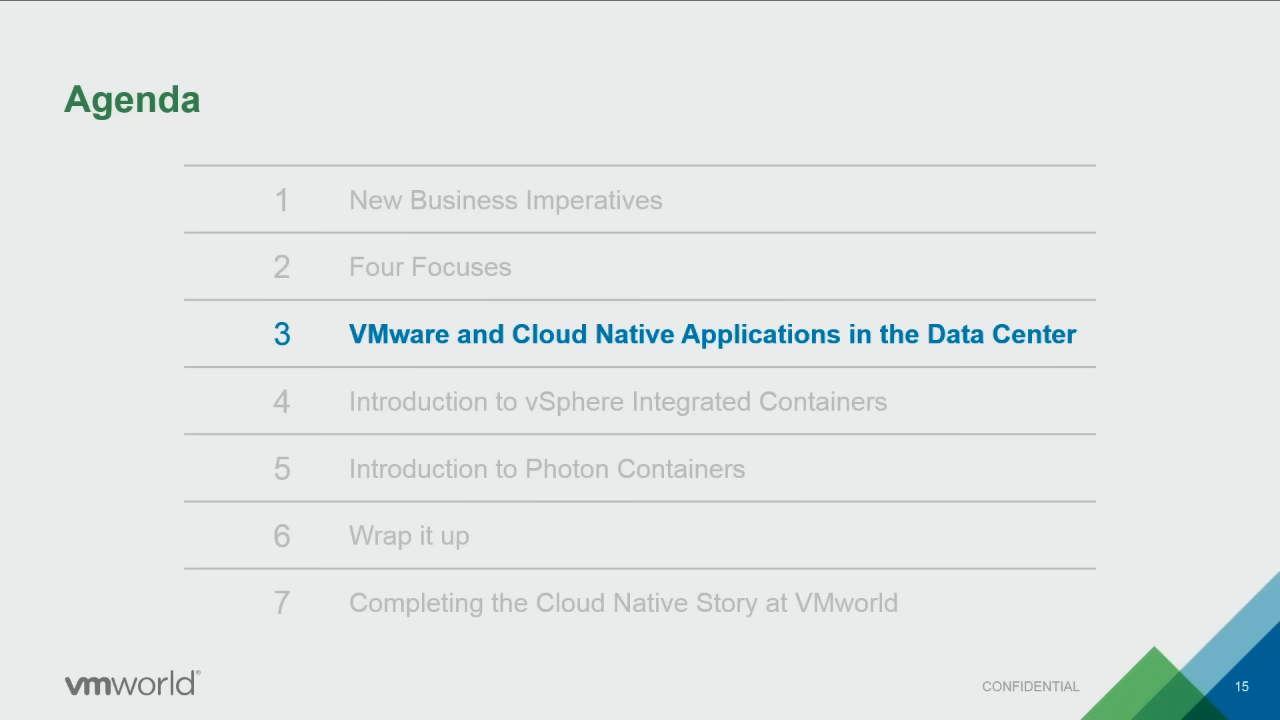 Agenda
1 New Business Imperatives
2 Four Focuses
3 VMware and Cloud Native Applications in the Data Center
4 Introduction to vSphere Integrated Containers
5 Introduction to Photon Containers
6 Wrap it up
7 Completing the Cloud Native Story at VMworld
vmworld®
CONFIDENTIAL
15